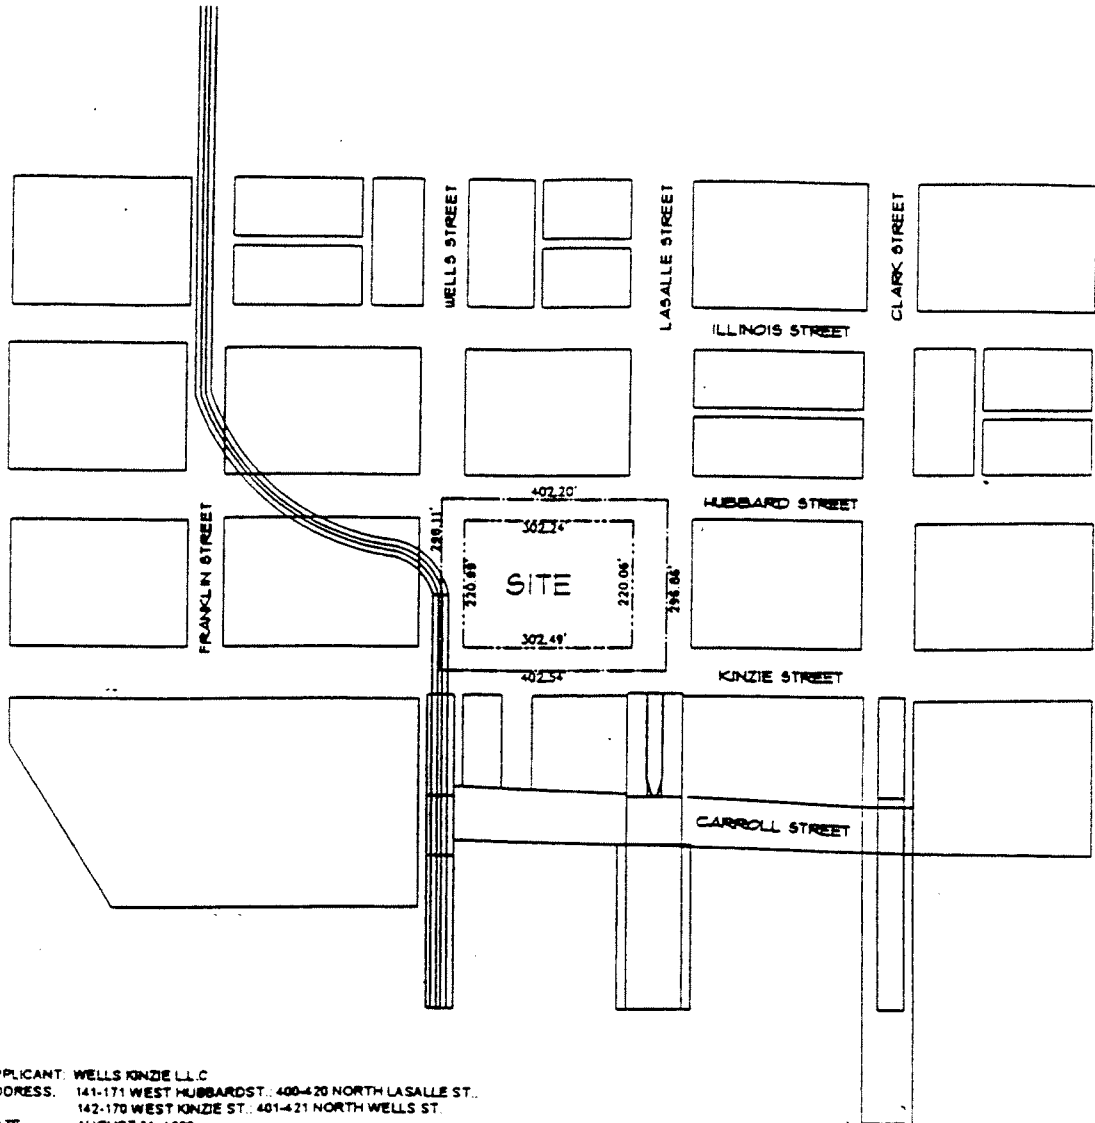 WELLS STREET
LASALLE STREET
CLARK STREET
ILLINOIS STREET
402.20'
HUBBARD STREET
FRANKLIN STREET
302.24'
220.06'
SITE
302.49'
402.54'
KINZIE STREET
CARROLL STREET
PPLICANT: WELLS KINZIE L.L.C
DDRESS. 141-171 WEST HUBBARD ST.; 400-420 NORTH LASALLE ST.,
142-170 WEST KINZIE ST.; 401-421 NORTH WELLS ST.